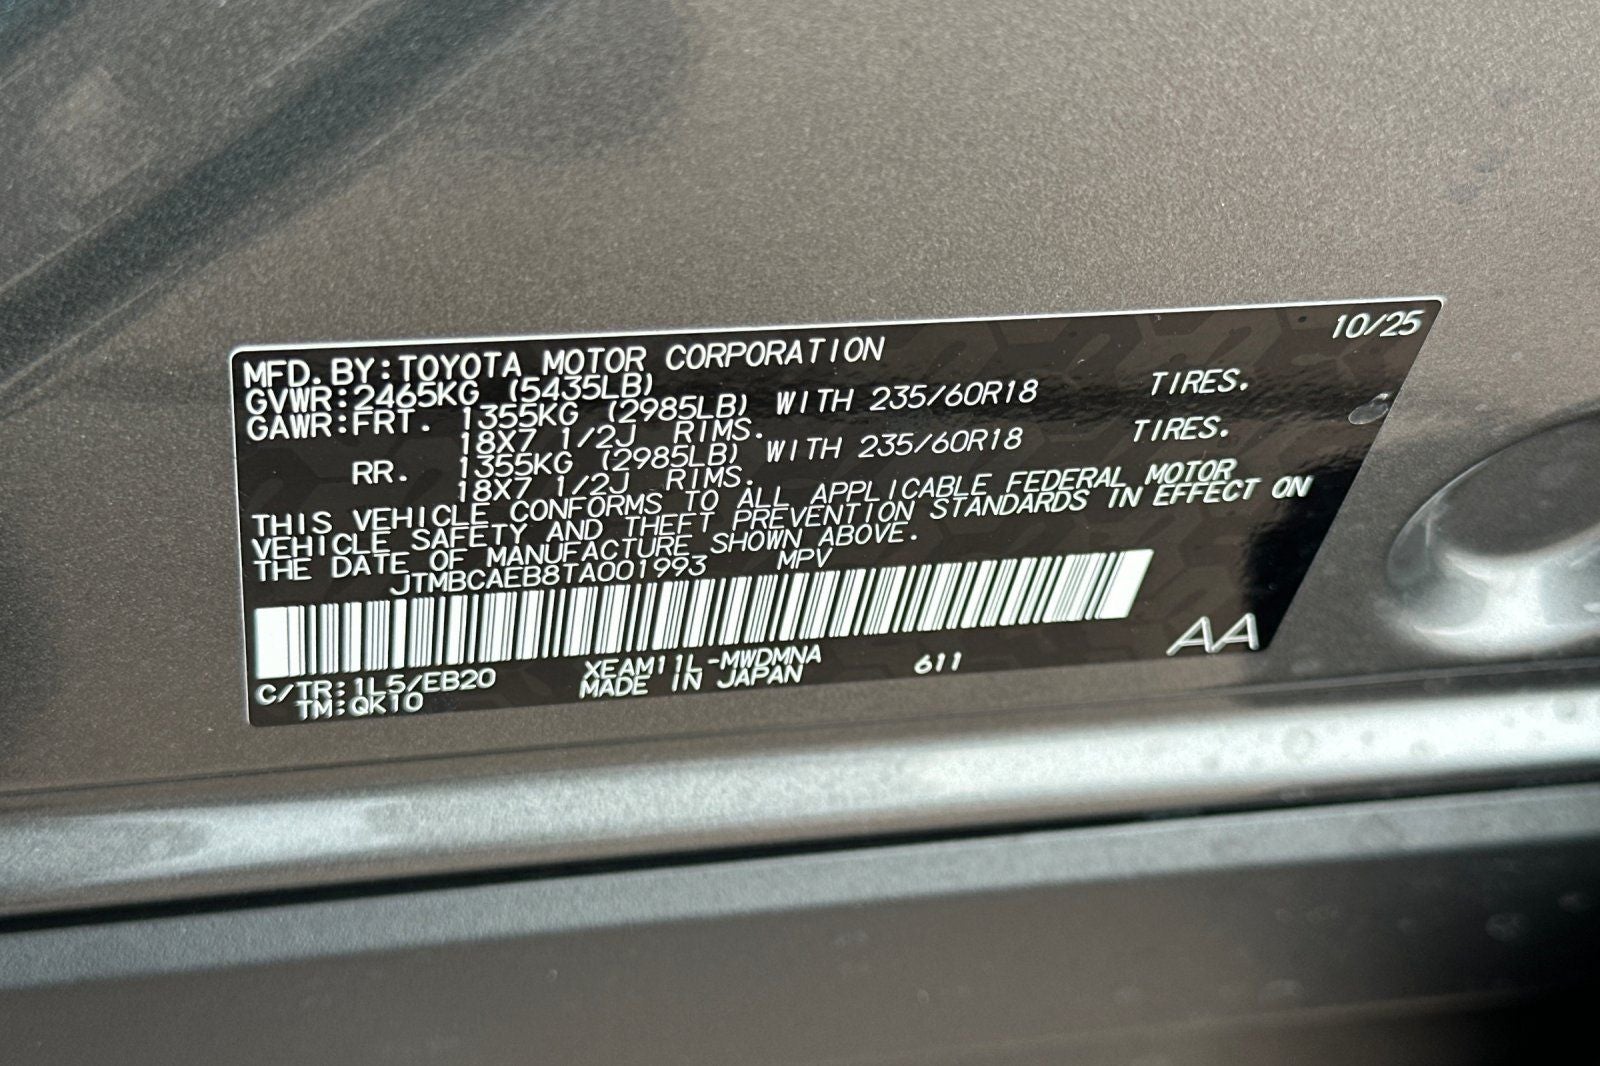 10/25
MFD.BY:TOYOTA MOTOR CORPORATION
GVWR:2465KG (5435LB)
GAWR:FRT. 1355KG (2985LB) WITH 235/60R18 TIRES.
18X7 1/2J RIMS.
RR. 1355KG (2985LB) WITH 235/60R18 TIRES.
18X7 1/2J RIMS.
THIS VEHICLE CONFORMS TO ALL APPLICABLE FEDERAL MOTOR
VEHICLE SAFETY AND THEFT PREVENTION STANDARDS IN EFFECT ON
THE DATE OF MANUFACTURE SHOWN ABOVE.
JTMBCAEB8TA001993 MPV
C/TR:1L5/EB20 XEAM11L-MWDMNA 611 AA
TM:QK10 MADE IN JAPAN